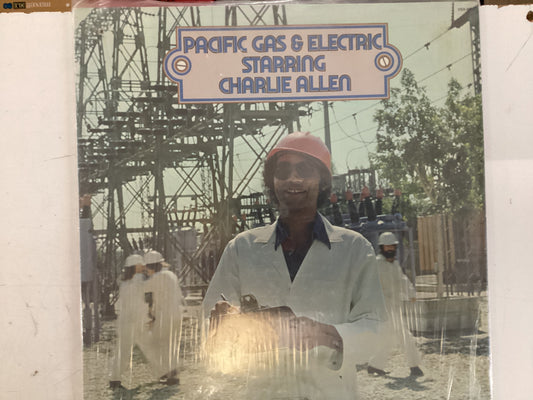 PACIFIC GAS & ELECTRIC
STARRING
CHARLIE ALLEN